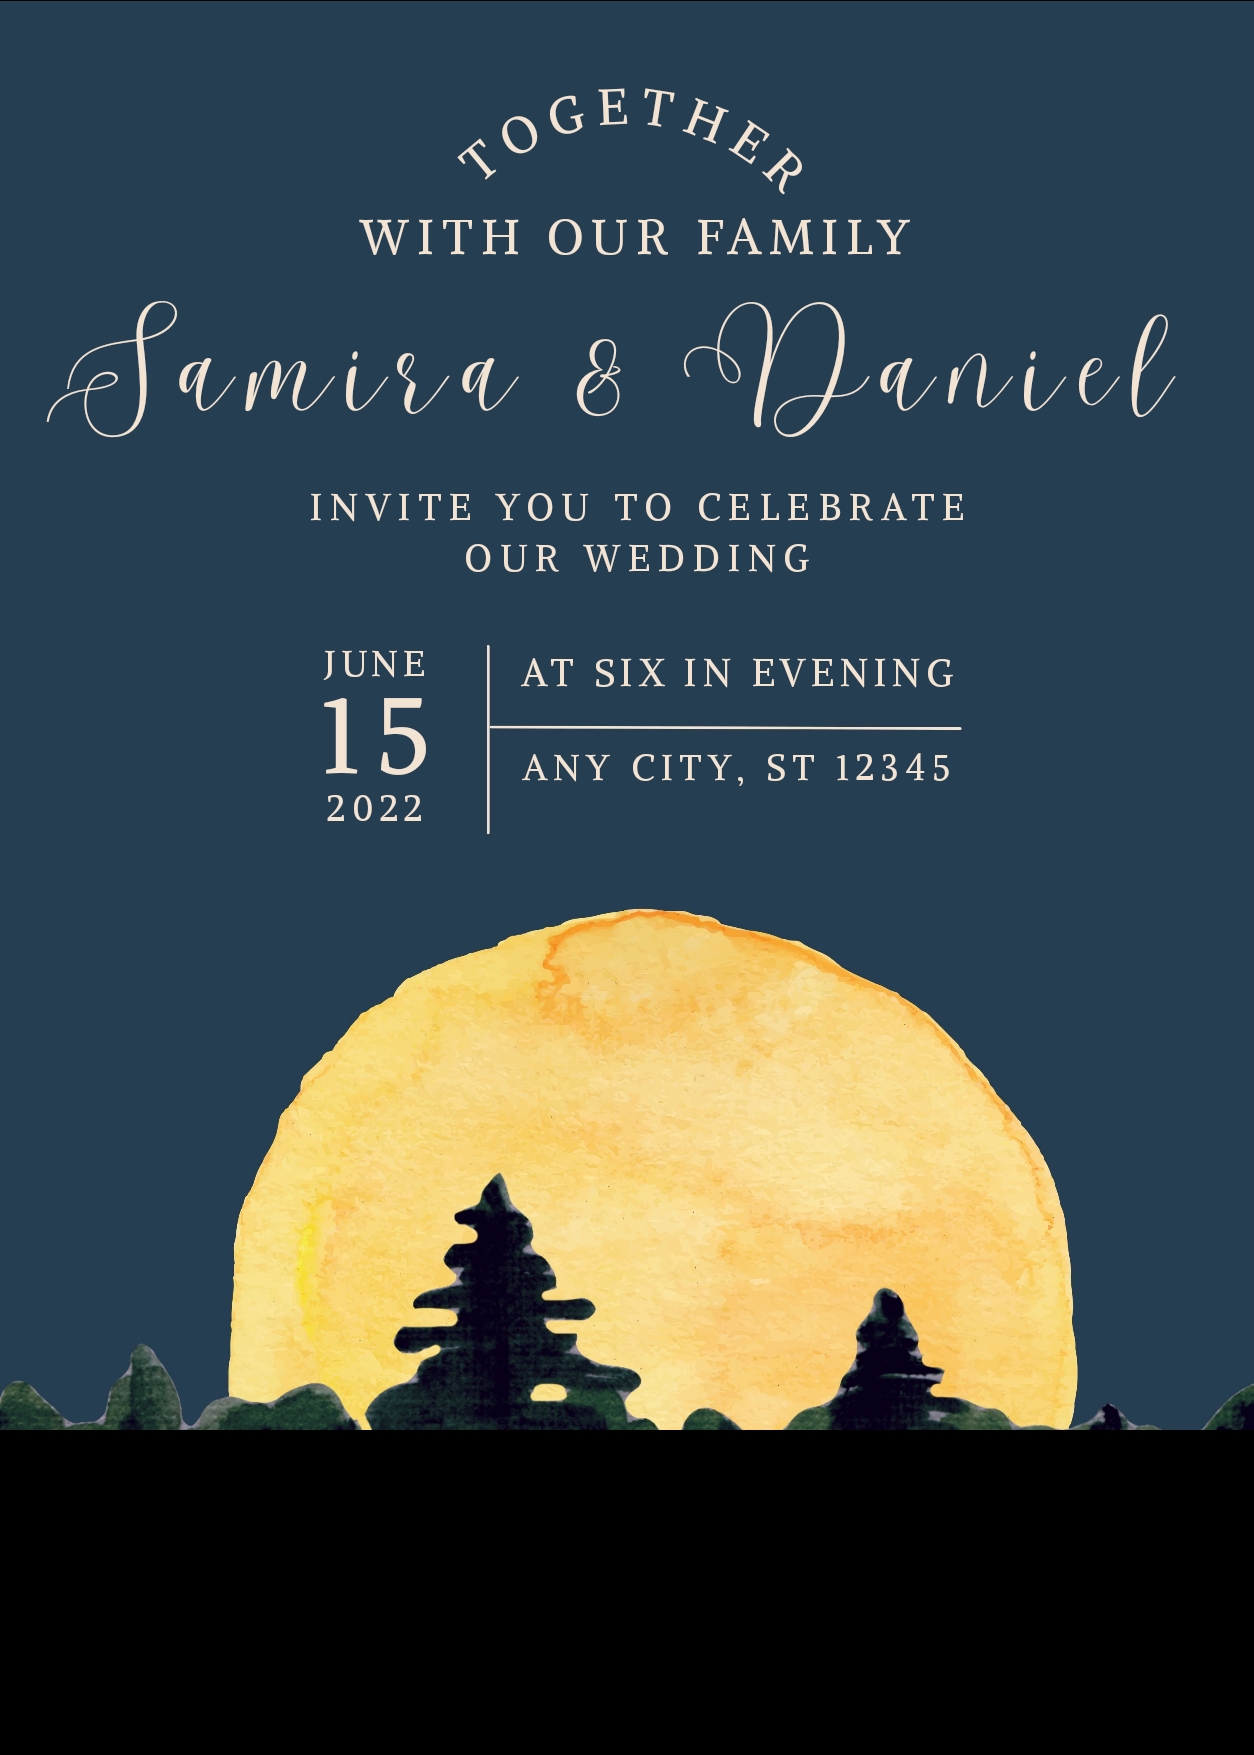 TOGETHER
WITH OUR FAMILY
Samira & Daniel
INVITE YOU TO CELEBRATE
OUR WEDDING
JUNE
15
2022
AT SIX IN EVENING
ANY CITY, ST 12345